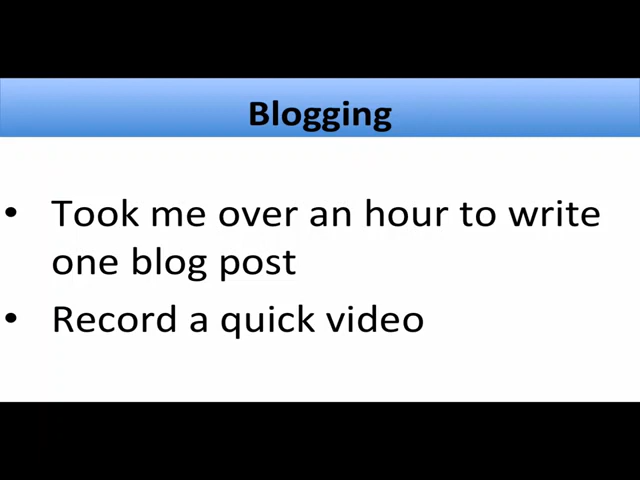 Blogging
• Took me over an hour to write
one blog post
• Record a quick video